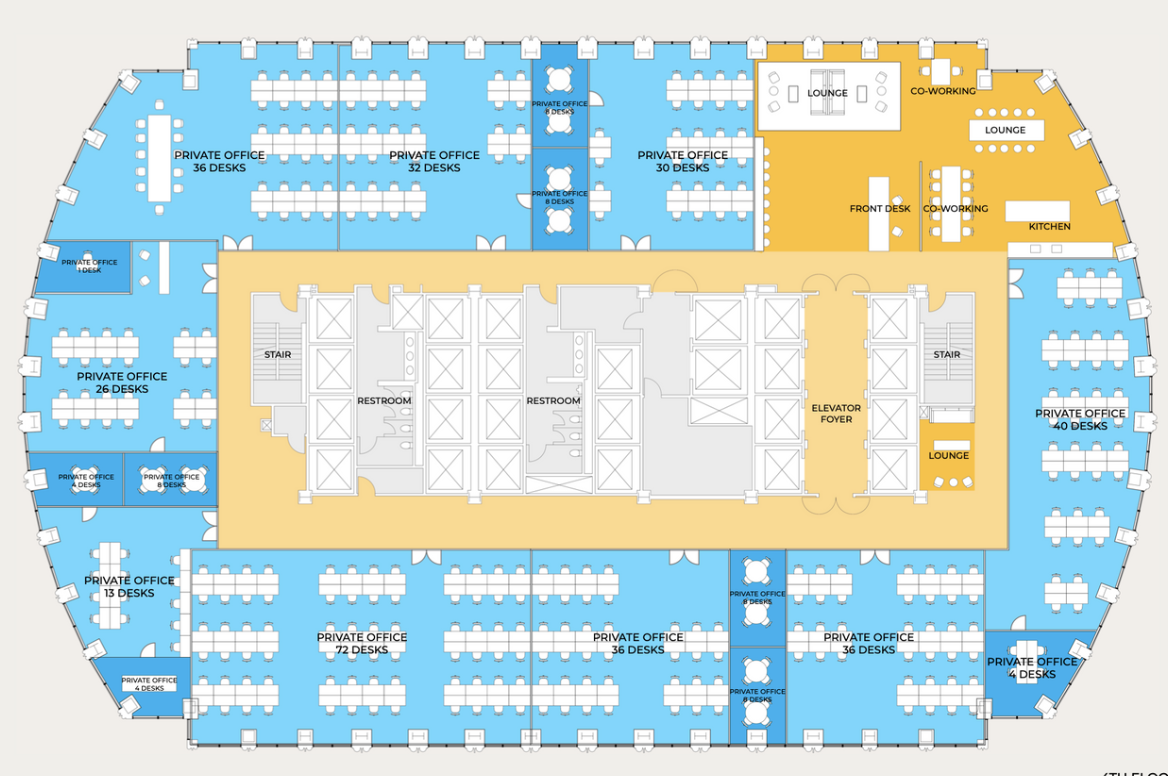 LOUNGE
CO-WORKING
PRIVATE OFFICE
8 DESKS
LOUNGE
PRIVATE OFFICE
36 DESKS
PRIVATE OFFICE
32 DESKS
PRIVATE OFFICE
30 DESKS
PRIVATE OFFICE
8 DESKS
FRONT DESK
CO-WORKING
KITCHEN
PRIVATE OFFICE
1 DESK
STAIR
STAIR
PRIVATE OFFICE
26 DESKS
RESTROOM
RESTROOM
ELEVATOR
FOYER
PRIVATE OFFICE
40 DESKS
LOUNGE
PRIVATE OFFICE
4 DESKS
PRIVATE OFFICE
8 DESKS
PRIVATE OFFICE
13 DESKS
PRIVATE OFFICE
8 DESKS
PRIVATE OFFICE
72 DESKS
PRIVATE OFFICE
36 DESKS
PRIVATE OFFICE
36 DESKS
PRIVATE OFFICE
4 DESKS
PRIVATE OFFICE
4 DESKS
PRIVATE OFFICE
8 DESKS